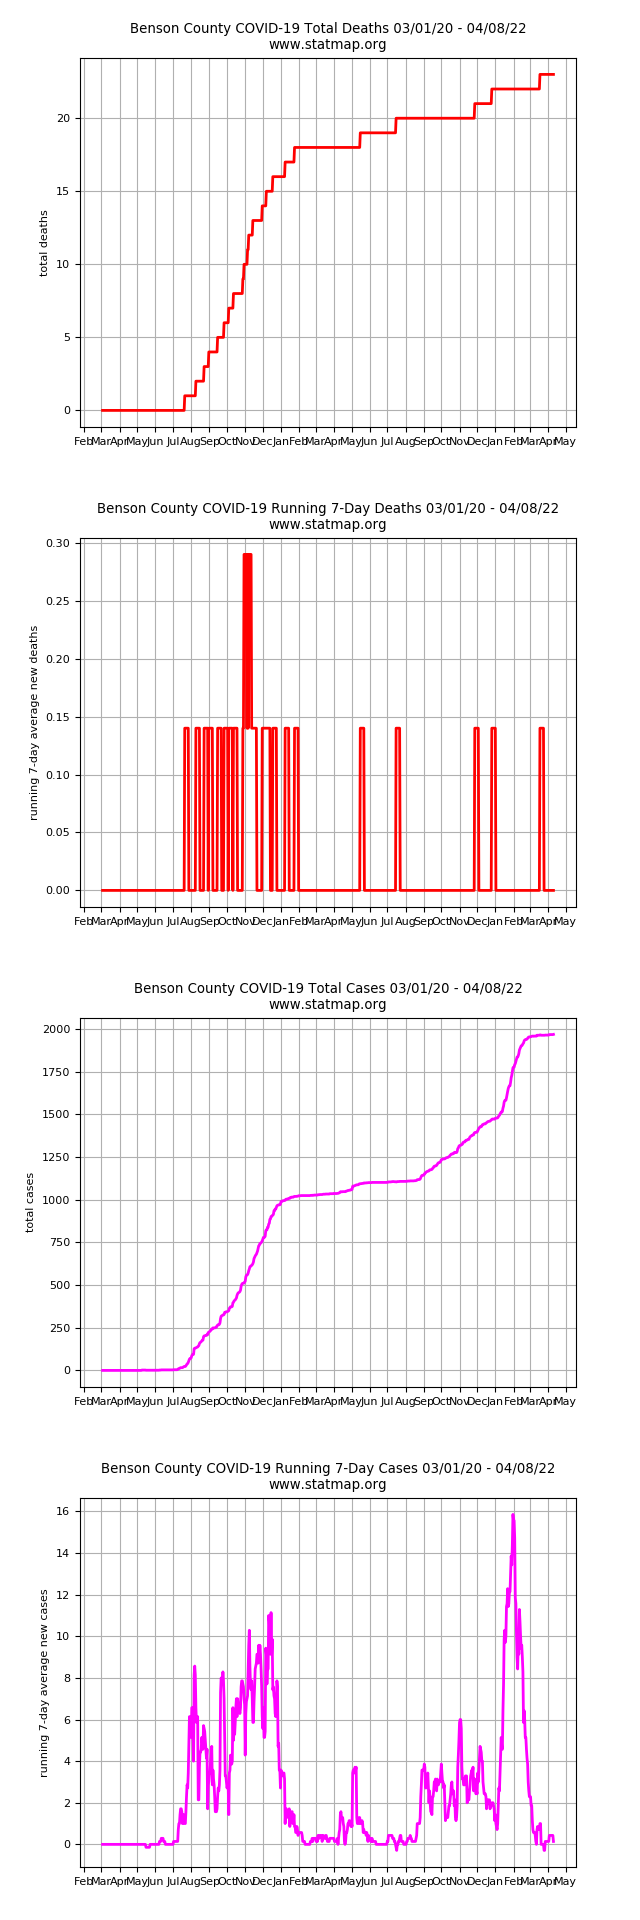 Benson County COVID-19 Total Deaths 03/01/20 - 04/08/22
www.statmap.org
20
15
10
5
0
total deaths
Feb Mar Apr May Jun Jul Aug Sep Oct Nov Dec Jan Feb Mar Apr May Jun Jul Aug Sep Oct Nov Dec Jan Feb Mar Apr May
Benson County COVID-19 Running 7-Day Deaths 03/01/20 - 04/08/22
www.statmap.org
0.30
0.25
0.20
0.15
0.10
0.05
0.00
running 7-day average new deaths
Feb Mar Apr May Jun Jul Aug Sep Oct Nov Dec Jan Feb Mar Apr May Jun Jul Aug Sep Oct Nov Dec Jan Feb Mar Apr May
Benson County COVID-19 Total Cases 03/01/20 - 04/08/22
www.statmap.org
2000
1750
1500
1250
1000
750
500
250
0
total cases
Feb Mar Apr May Jun Jul Aug Sep Oct Nov Dec Jan Feb Mar Apr May Jun Jul Aug Sep Oct Nov Dec Jan Feb Mar Apr May
Benson County COVID-19 Running 7-Day Cases 03/01/20 - 04/08/22
www.statmap.org
16
14
12
10
8
6
4
2
0
running 7-day average new cases
Feb Mar Apr May Jun Jul Aug Sep Oct Nov Dec Jan Feb Mar Apr May Jun Jul Aug Sep Oct Nov Dec Jan Feb Mar Apr May